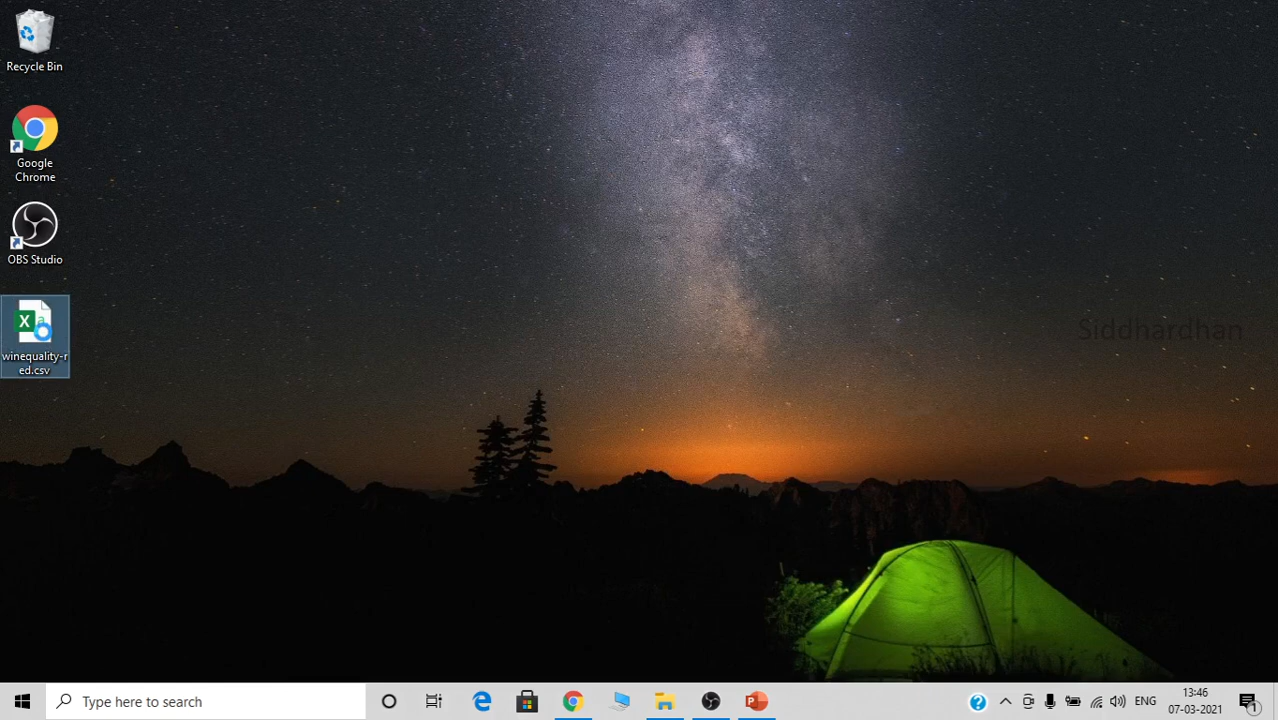 Recycle Bin
Google
Chrome
OBS Studio
winequality-r
ed.csv
Siddhardhan
Type here to search
ENG
13:46
07-03-2021
1